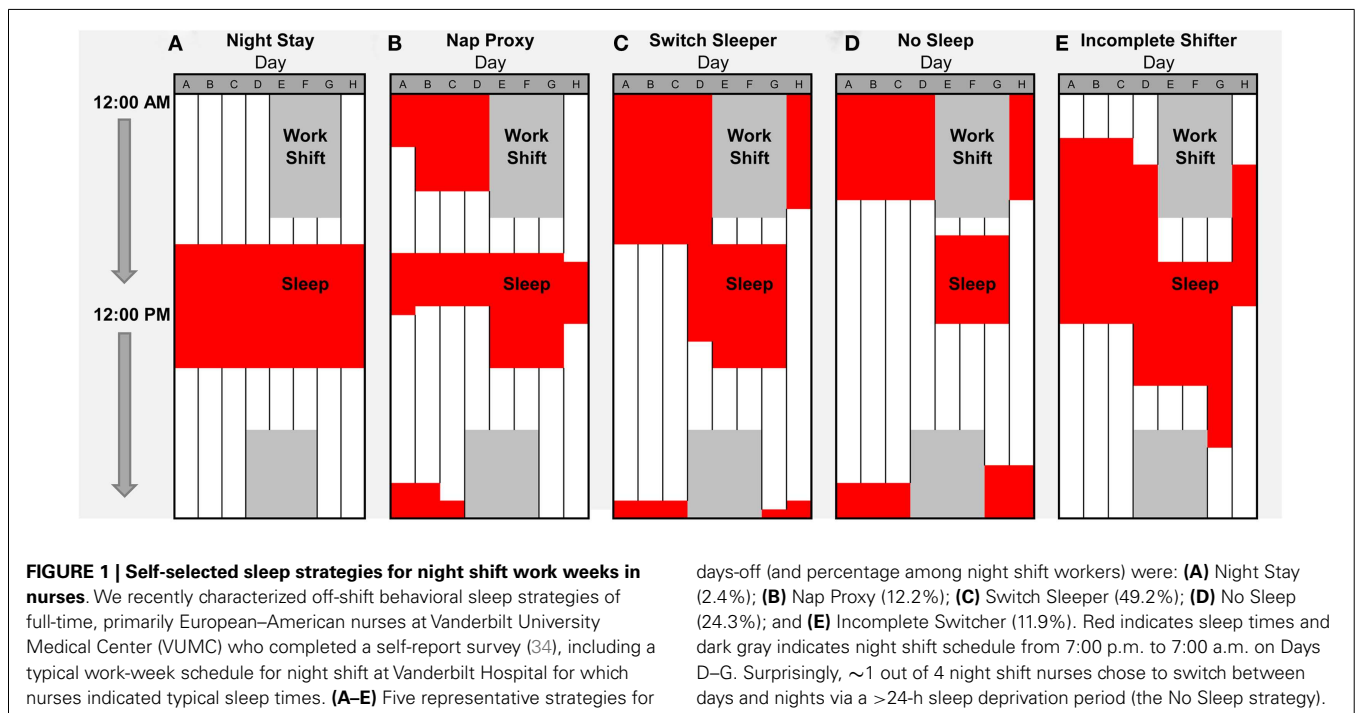 A Night Stay
Day
A B C D E F G H
B Nap Proxy
Day
A B C D E F G H
C Switch Sleeper
Day
A B C D E F G H
D No Sleep
Day
A B C D E F G H
E Incomplete Shifter
Day
A B C D E F G H
12:00 AM
12:00 PM
Sleep
Work
Shift
Sleep
Work
Shift
Sleep
Work
Shift
Sleep
Work
Shift
Sleep
FIGURE 1 | Self-selected sleep strategies for night shift work weeks in
nurses. We recently characterized off-shift behavioral sleep strategies of
full-time, primarily European–American nurses at Vanderbilt University
Medical Center (VUMC) who completed a self-report survey (34), including a
typical work-week schedule for night shift at Vanderbilt Hospital for which
nurses indicated typical sleep times. (A–E) Five representative strategies for
days-off (and percentage among night shift workers) were: (A) Night Stay
(2.4%); (B) Nap Proxy (12.2%); (C) Switch Sleeper (49.2%); (D) No Sleep
(24.3%); and (E) Incomplete Switcher (11.9%). Red indicates sleep times and
dark gray indicates night shift schedule from 7:00 p.m. to 7:00 a.m. on Days
D–G. Surprisingly, ∼1 out of 4 night shift nurses chose to switch between
days and nights via a >24-h sleep deprivation period (the No Sleep strategy).
Work
Shift